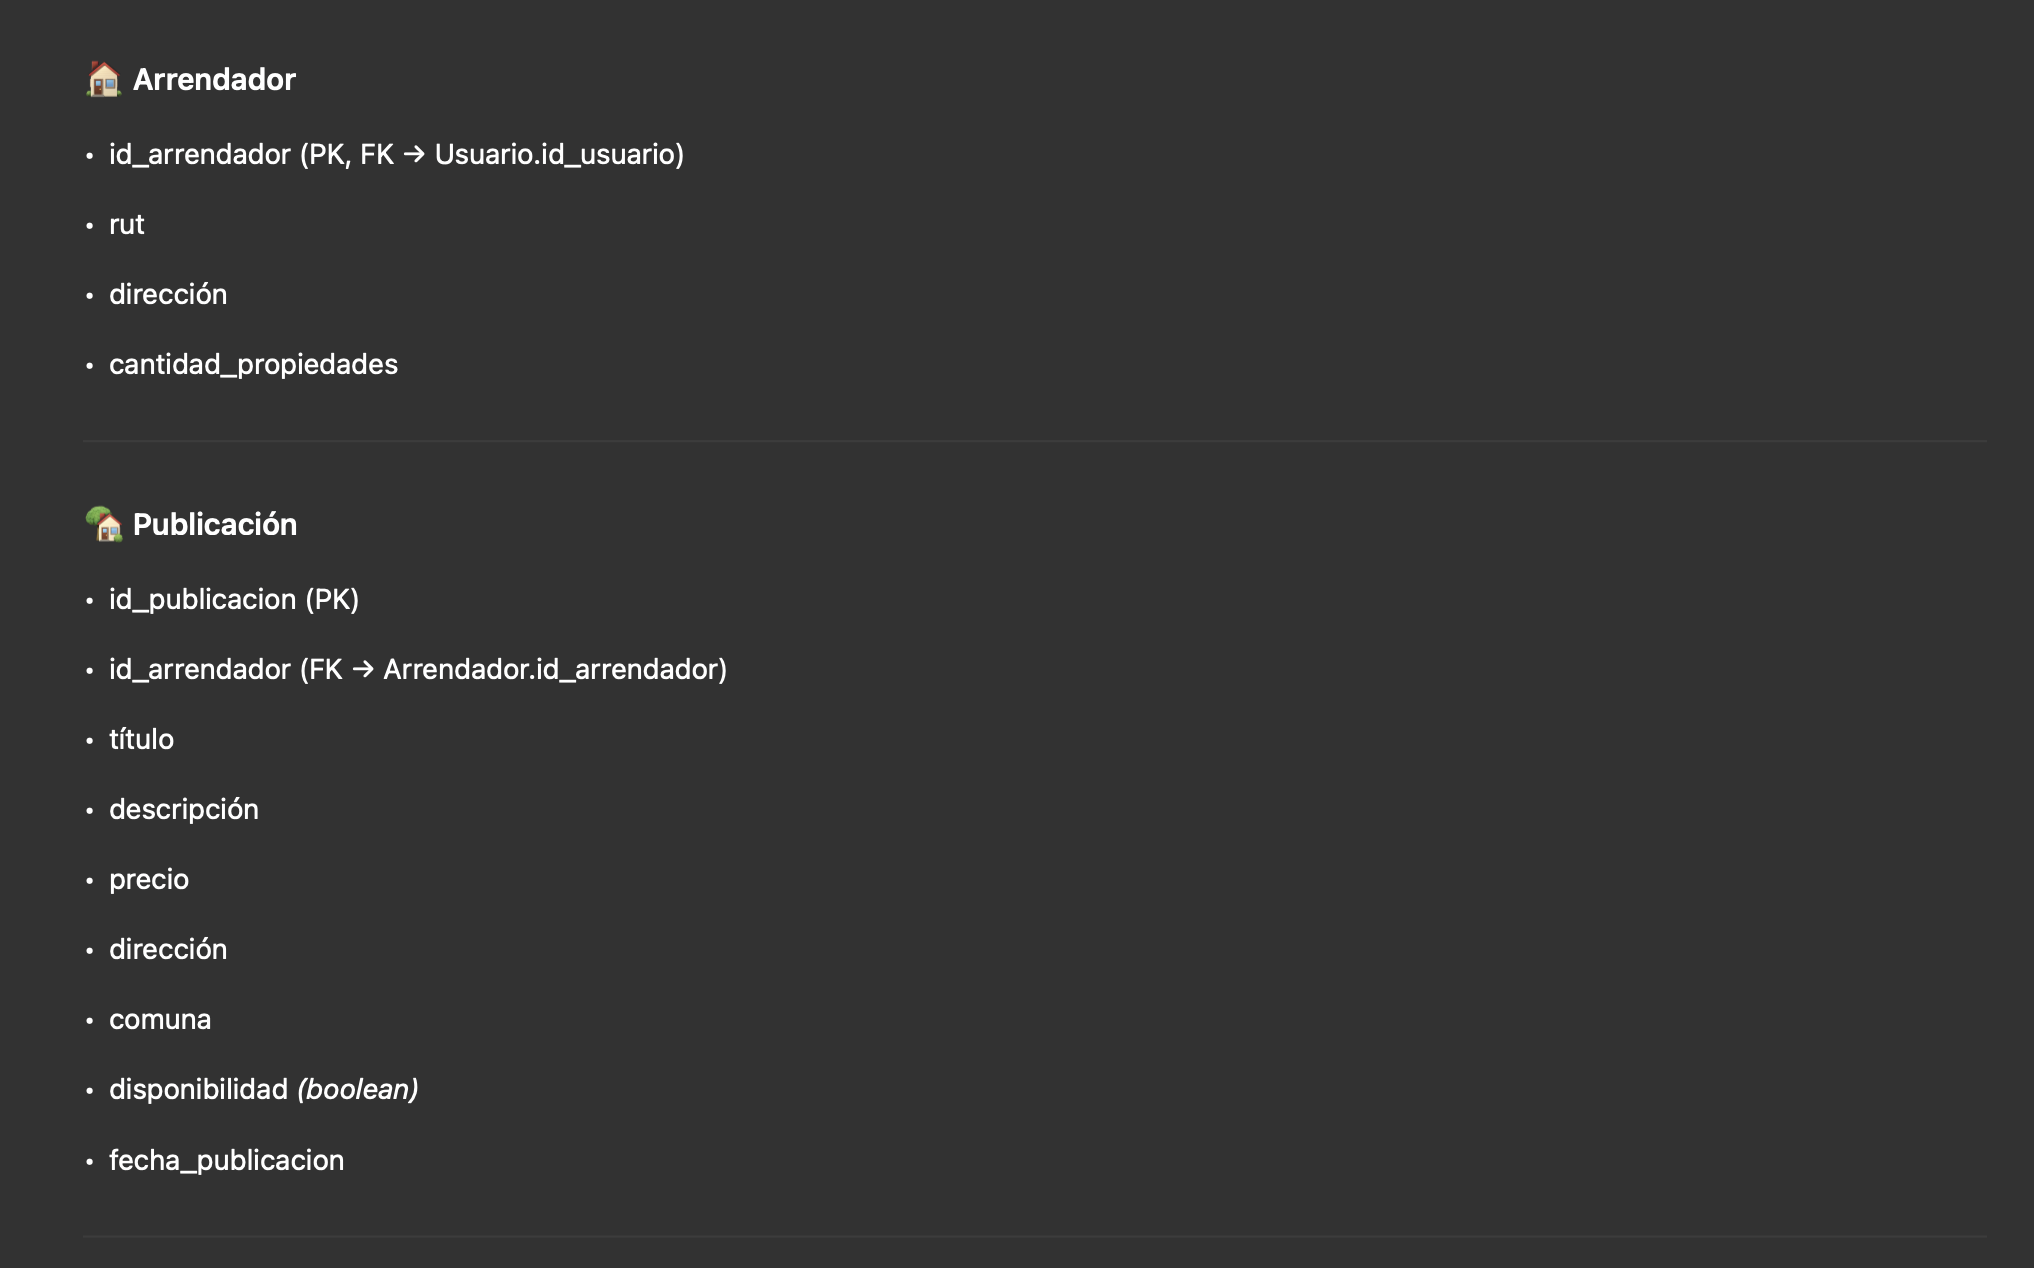 Arrendador
• id_arrendador (PK, FK → Usuario.id_usuario)
• rut
• dirección
• cantidad_propiedades
Publicación
• id_publicacion (PK)
• id_arrendador (FK → Arrendador.id_arrendador)
• título
• descripción
• precio
• dirección
• comuna
• disponibilidad (boolean)
• fecha_publicacion